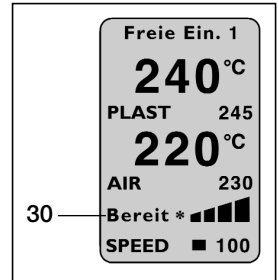 Freie Ein. 1
240°C
PLAST 245
220°C
AIR 230
30 Bereit *
SPEED 100